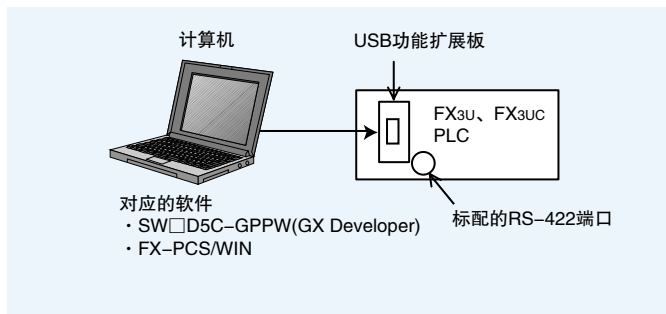 计算机
USB功能扩展板
FX3U、FX3UC
PLC
标配的RS-422端口
对应的软件
・SW□D5C-GPPW(GX Developer)
・FX-PCS/WIN